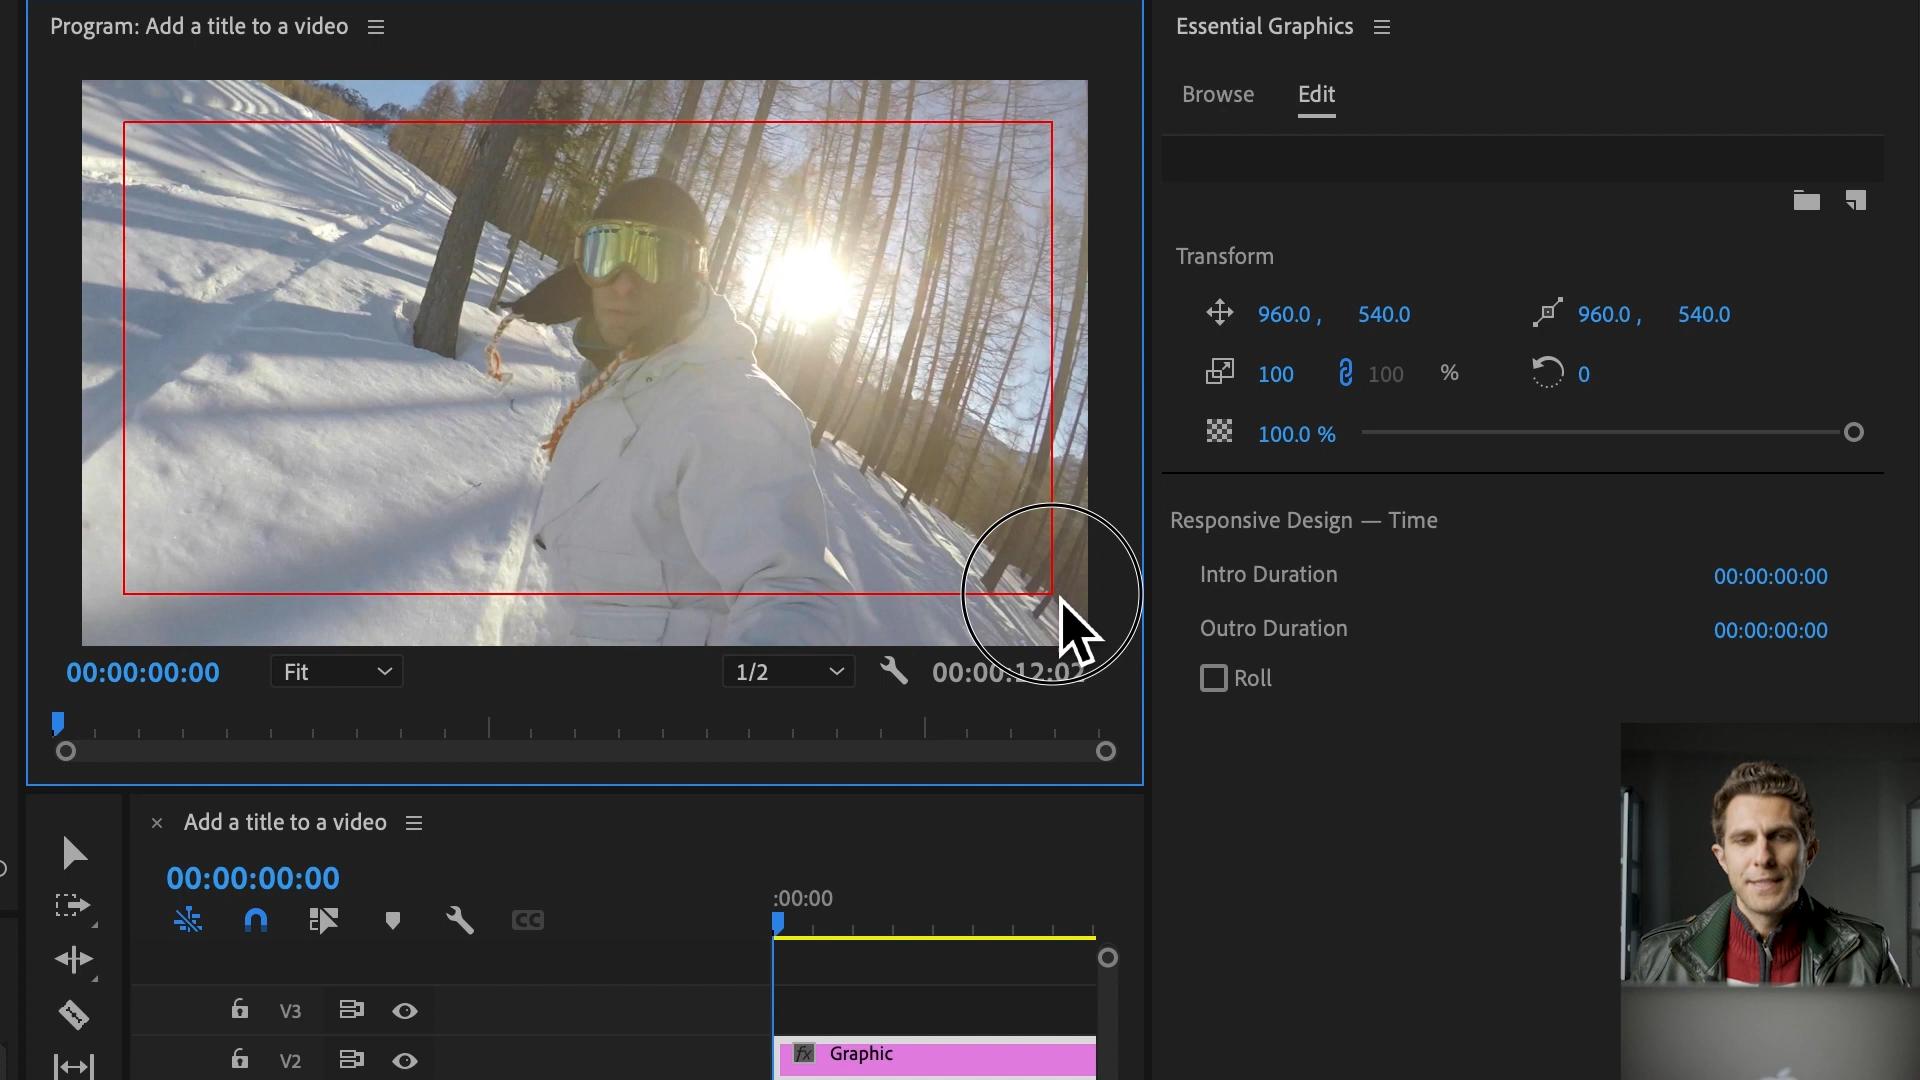 Program: Add a title to a video
Essential Graphics
Browse
Edit
Transform
960.0 , 540.0
960.0 , 540.0
100
100 %
0
100.0 %
Responsive Design — Time
Intro Duration
00:00:00:00
Outro Duration
00:00:00:00
Roll
00:00:00:00
Fit
1/2
00:00:12:02
Add a title to a video
00:00:00:00
:00:00
CC
V3
V2
fx Graphic